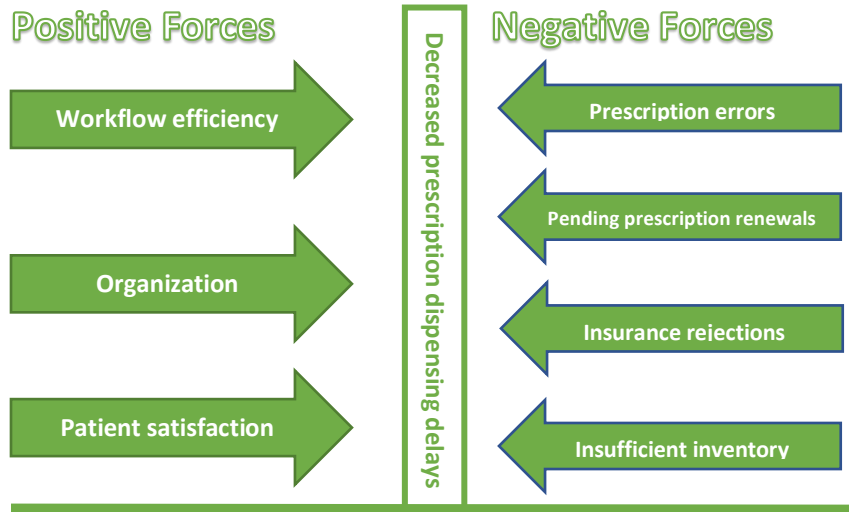 Positive Forces
Workflow efficiency
Organization
Patient satisfaction
Decreased prescription dispensing delays
Negative Forces
Prescription errors
Pending prescription renewals
Insurance rejections
Insufficient inventory